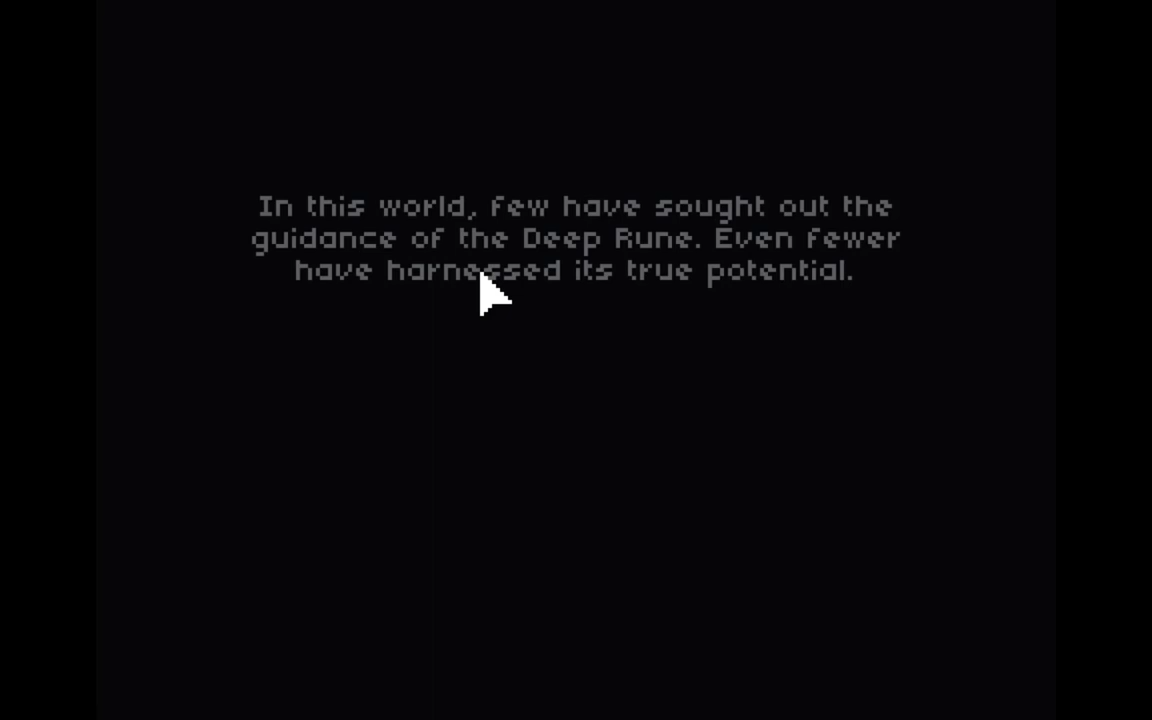 In this world, few have sought out the
guidance of the Deep Rune. Even fewer
have harnessed its true potential.